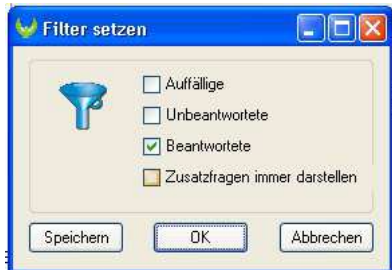 Filter setzen
Auffällige
Unbeantwortete
Beantwortete
Zusatzfragen immer darstellen
Speichern OK Abbrechen